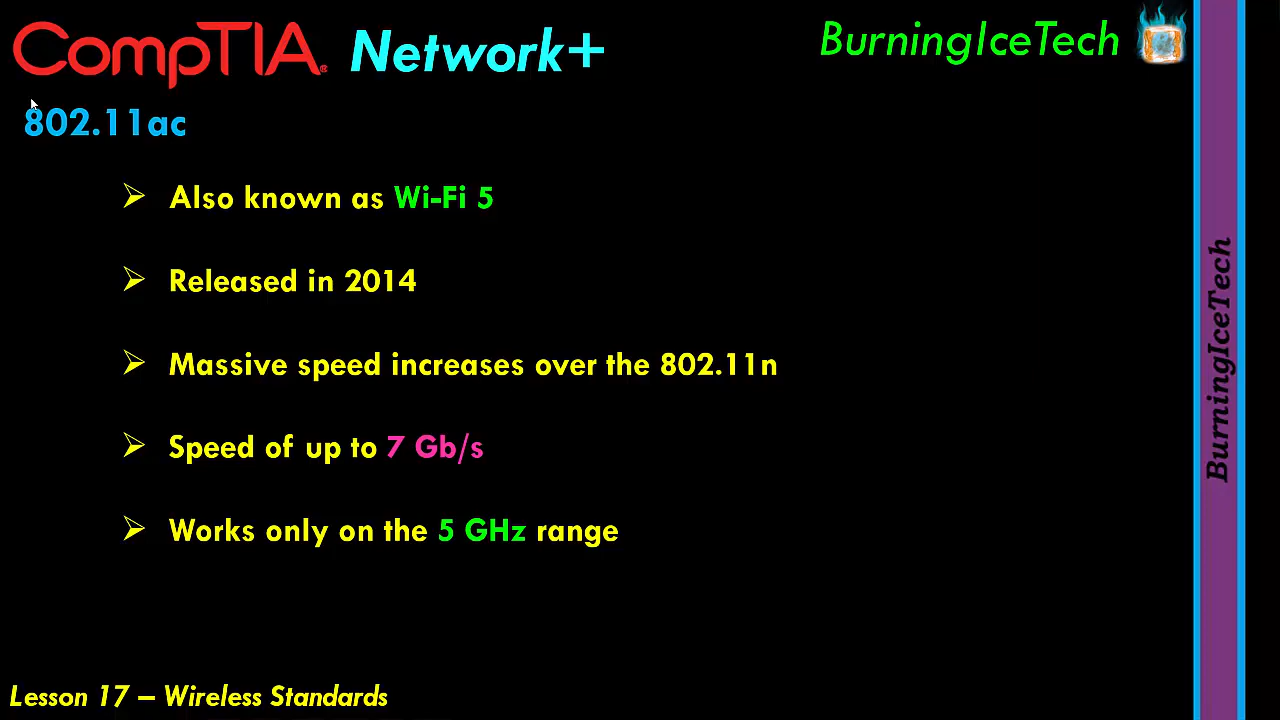 CompTIA® Network+
BurningIceTech
802.11ac
Also known as Wi-Fi 5
Released in 2014
Massive speed increases over the 802.11n
Speed of up to 7 Gb/s
Works only on the 5 GHz range
BurningIceTech
Lesson 17 – Wireless Standards